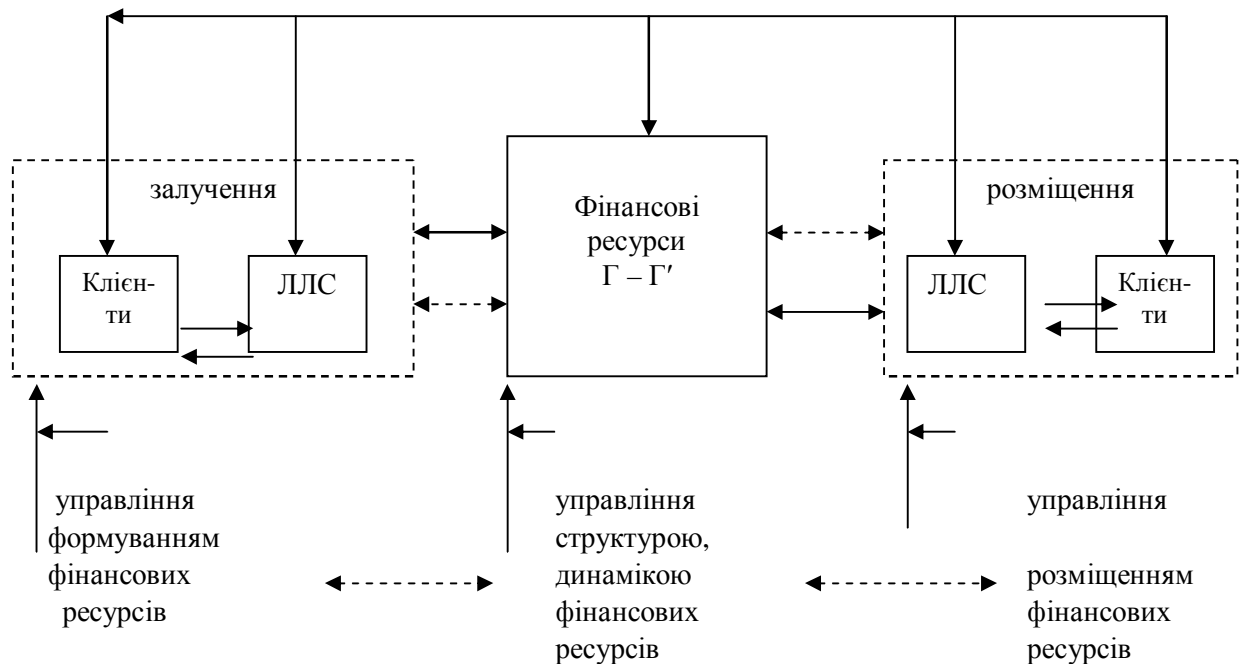 залучення
Клієн-
ти
ЛЛС
Фінансові
ресурси
Г – Г′
розміщення
ЛЛС
Клієн-
ти
управління
формуванням
фінансових
ресурсів
управління
структурою,
динамікою
фінансових
ресурсів
управління
розміщенням
фінансових
ресурсів